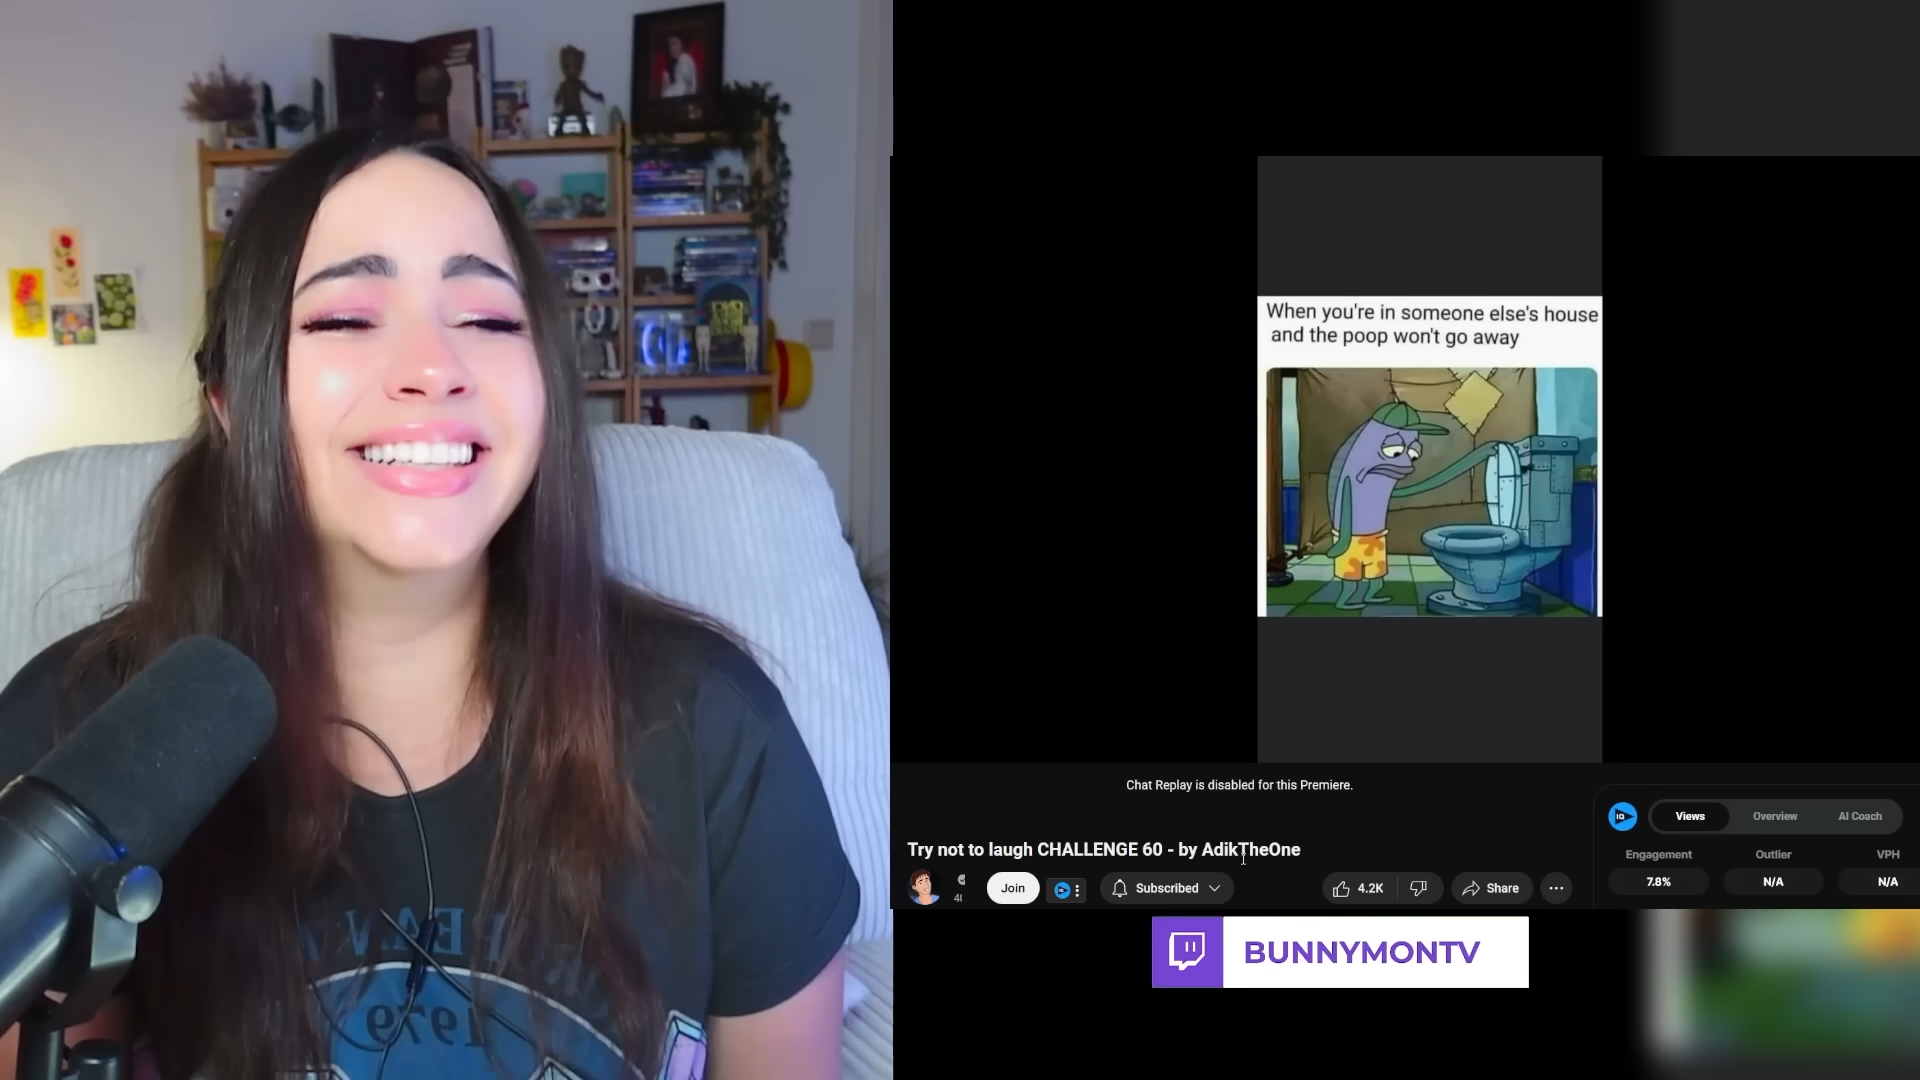 When you're in someone else's house
and the poop won't go away
Chat Replay is disabled for this Premiere.
Try not to laugh CHALLENGE 60 - by AdikTheOne
Join
Subscribed
4.2K
Share
Views
Overview
AI Coach
Engagement
Outlier
VPH
7.8%
N/A
N/A
BUNNYMONTV
1979